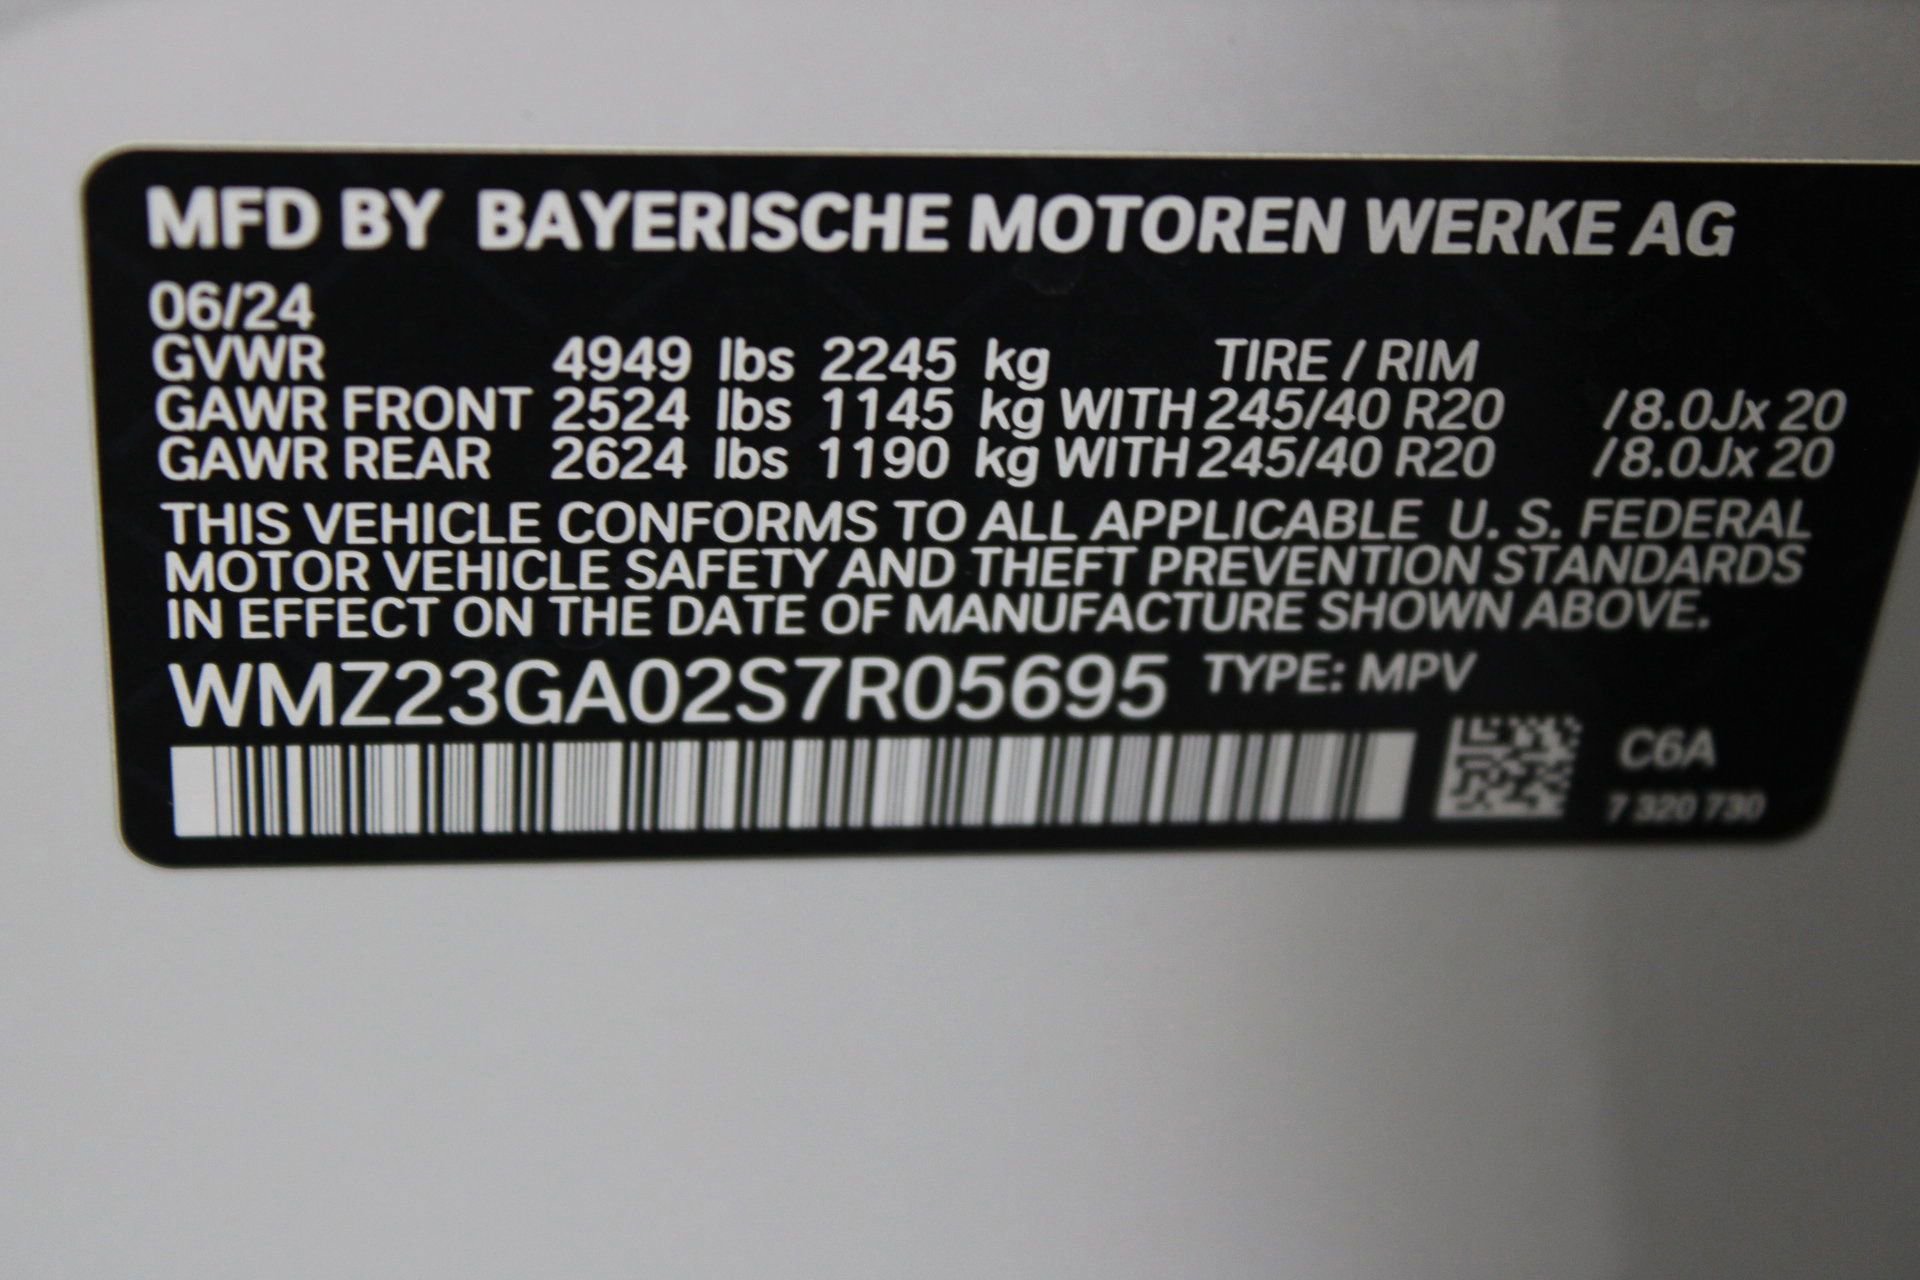 MFD BY BAYERISCHE MOTOREN WERKE AG
06/24
GVWR 4949 lbs 2245 kg TIRE / RIM
GAWR FRONT 2524 lbs 1145 kg WITH 245/40 R20 /8.0Jx 20
GAWR REAR 2624 lbs 1190 kg WITH 245/40 R20 /8.0Jx 20
THIS VEHICLE CONFORMS TO ALL APPLICABLE U. S. FEDERAL
MOTOR VEHICLE SAFETY AND THEFT PREVENTION STANDARDS
IN EFFECT ON THE DATE OF MANUFACTURE SHOWN ABOVE.
WMZ23GA02S7R05695 TYPE: MPV
C6A
7 320 730